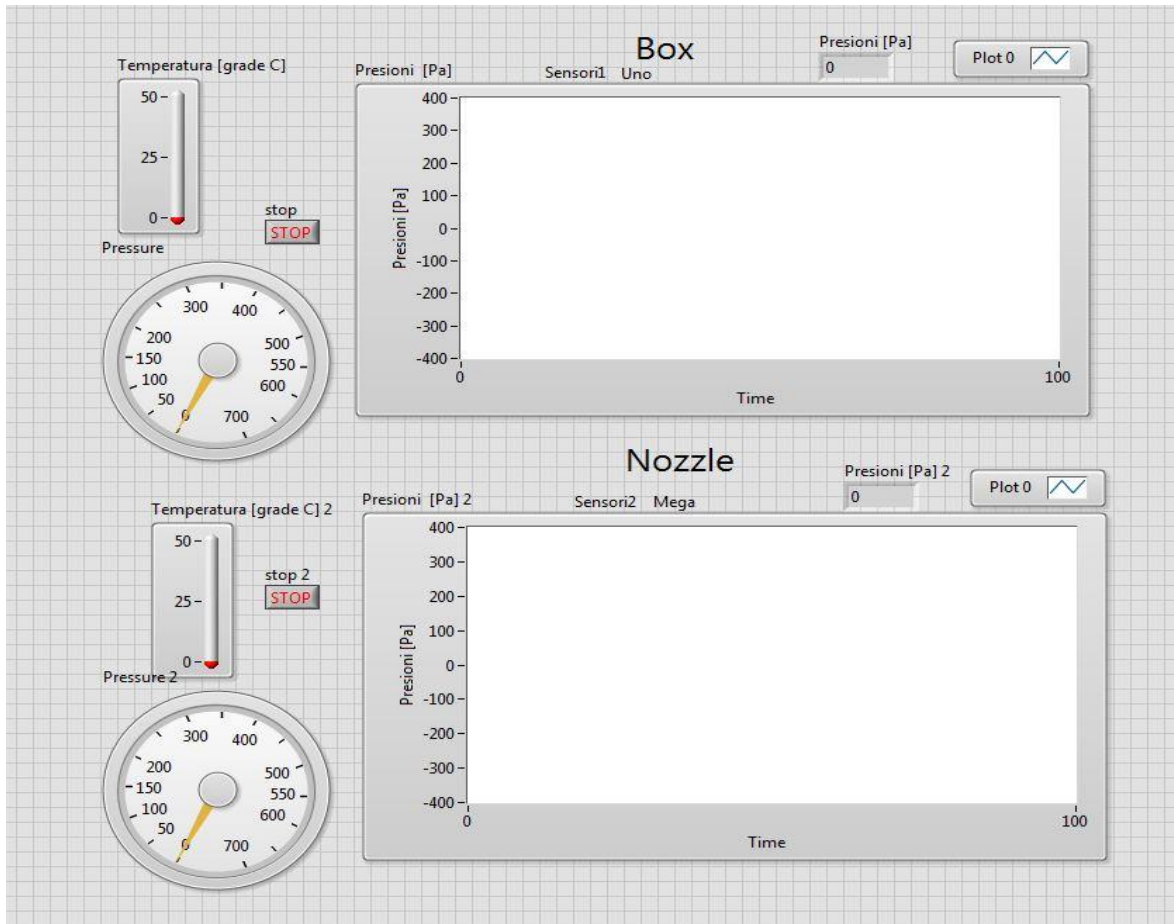 Box
Presioni [Pa]
0
Plot 0
Temperatura [grade C]
50
25
0
stop
STOP
Presioni [Pa]
Sensori1 Uno
Presioni [Pa]
400
300
200
100
0
-100
-200
-300
-400
0
100
Time
Pressure
0
50
100
150
200
300
400
500
550
600
700
Nozzle
Presioni [Pa] 2
0
Plot 0
Temperatura [grade C] 2
50
25
0
stop 2
STOP
Presioni [Pa] 2
Sensori2 Mega
Presioni [Pa]
400
300
200
100
0
-100
-200
-300
-400
0
100
Time
Pressure 2
0
50
100
150
200
300
400
500
550
600
700